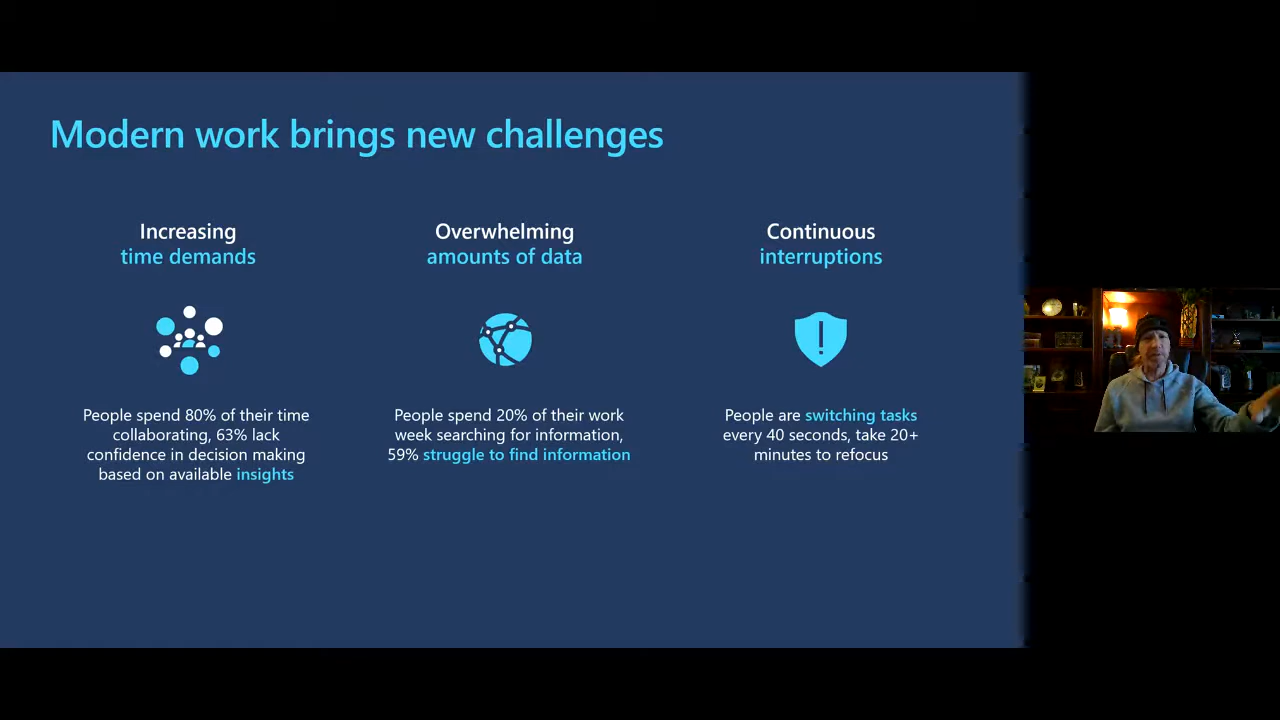 Modern work brings new challenges
Increasing
time demands
People spend 80% of their time
collaborating, 63% lack
confidence in decision making
based on available insights
Overwhelming
amounts of data
People spend 20% of their work
week searching for information,
59% struggle to find information
Continuous
interruptions
People are switching tasks
every 40 seconds, take 20+
minutes to refocus